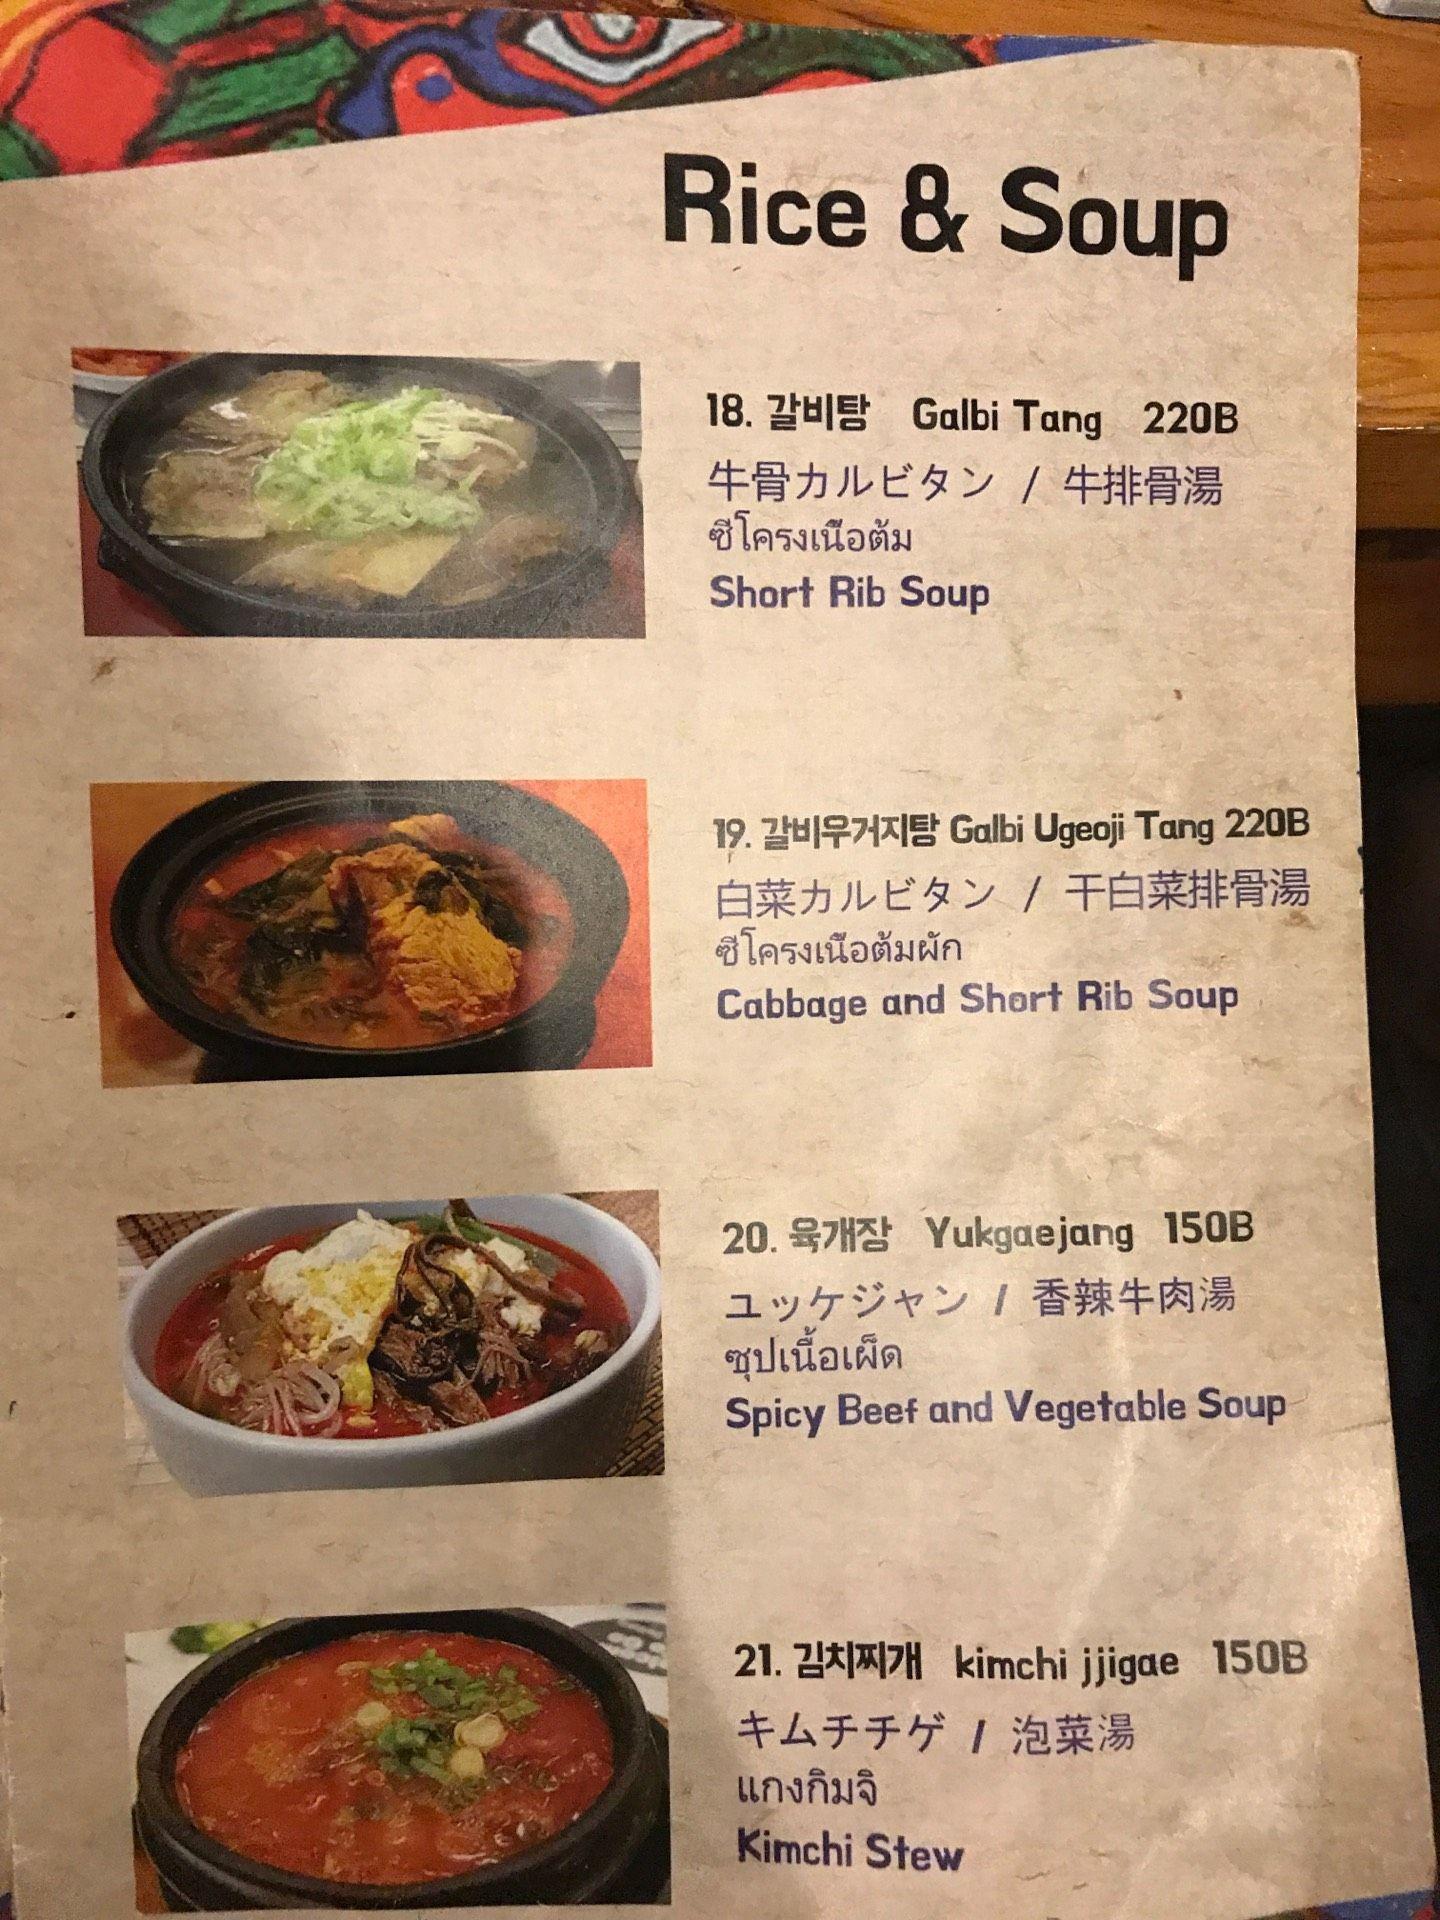 Rice & Soup
18. 갈비탕 Galbi Tang 220B
牛骨カルビタン / 牛排骨湯
ซีโครงเนื้อต้ม
Short Rib Soup
19. 갈비우거지탕 Galbi Ugeoji Tang 220B
白菜カルビタン / 干白菜排骨湯
ซีโครงเนื้อต้มผัก
Cabbage and Short Rib Soup
20. 육개장 Yukgaejang 150B
ユッケジャン / 香辣牛肉湯
ซุปเนื้อเผ็ด
Spicy Beef and Vegetable Soup
21. 김치찌개 kimchi jjigae 150B
キムチチゲ / 泡菜湯
แกงกิมจิ
Kimchi Stew